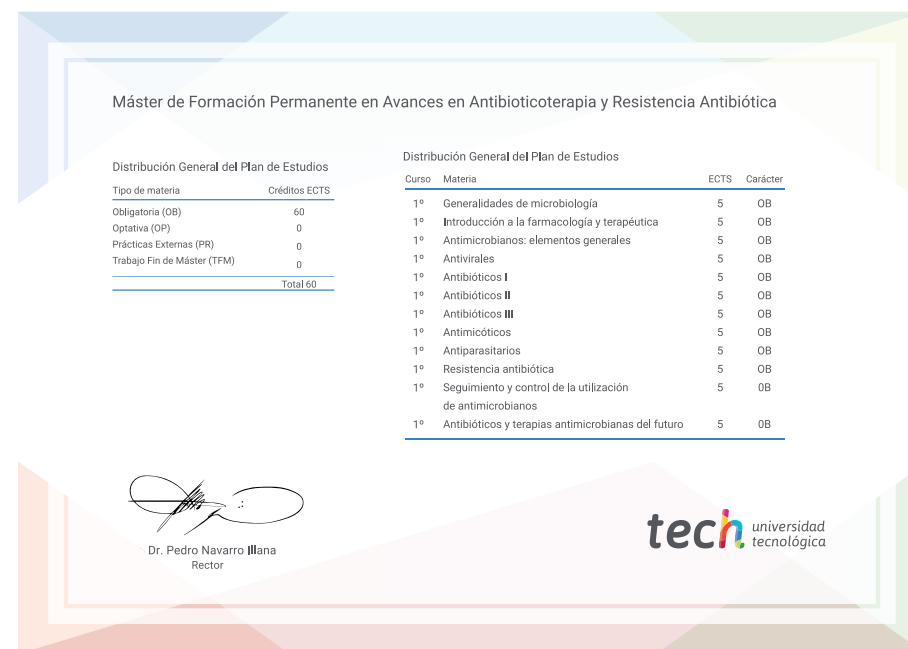 Máster de Formación Permanente en Avances en Antibioticoterapia y Resistencia Antibiótica
Distribución General del Plan de Estudios
Tipo de materia Créditos ECTS
Obligatoria (OB) 60
Optativa (OP) 0
Prácticas Externas (PR) 0
Trabajo Fin de Máster (TFM) 0
Total 60
Distribución General del Plan de Estudios
Curso Materia ECTS Carácter
1º Generalidades de microbiología 5 OB
1º Introducción a la farmacología y terapéutica 5 OB
1º Antimicrobianos: elementos generales 5 OB
1º Antivirales 5 OB
1º Antibióticos I 5 OB
1º Antibióticos II 5 OB
1º Antibióticos III 5 OB
1º Antimicóticos 5 OB
1º Antiparasitarios 5 OB
1º Resistencia antibiótica 5 OB
1º Seguimiento y control de la utilización 5 0B
de antimicrobianos
1º Antibióticos y terapias antimicrobianas del futuro 5 0B
Dr. Pedro Navarro Illana
Rector
tech universidad
tecnológica